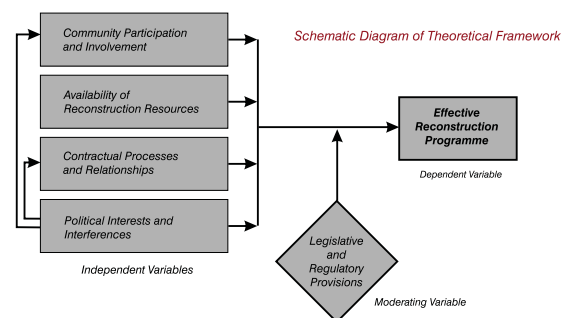 Schematic Diagram of Theoretical Framework
Community Participation
and Involvement
Availability of
Reconstruction Resources
Contractual Processes
and Relationships
Political Interests and
Interferences
Independent Variables
Effective
Reconstruction
Programme
Dependent Variable
Legislative
and
Regulatory
Provisions
Moderating Variable